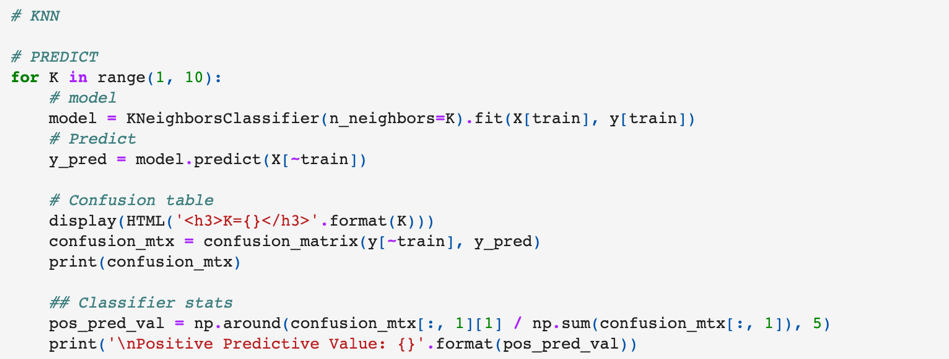 # KNN
# PREDICT
for K in range(1, 10):
    # model
    model = KNeighborsClassifier(n_neighbors=K).fit(X[train], y[train])
    # Predict
    y_pred = model.predict(X[~train])
    # Confusion table
    display(HTML('<h3>K={}</h3>'.format(K)))
    confusion_mtx = confusion_matrix(y[~train], y_pred)
    print(confusion_mtx)
    ## Classifier stats
    pos_pred_val = np.around(confusion_mtx[:, 1][1] / np.sum(confusion_mtx[:, 1]), 5)
    print('\nPositive Predictive Value: {}'.format(pos_pred_val))